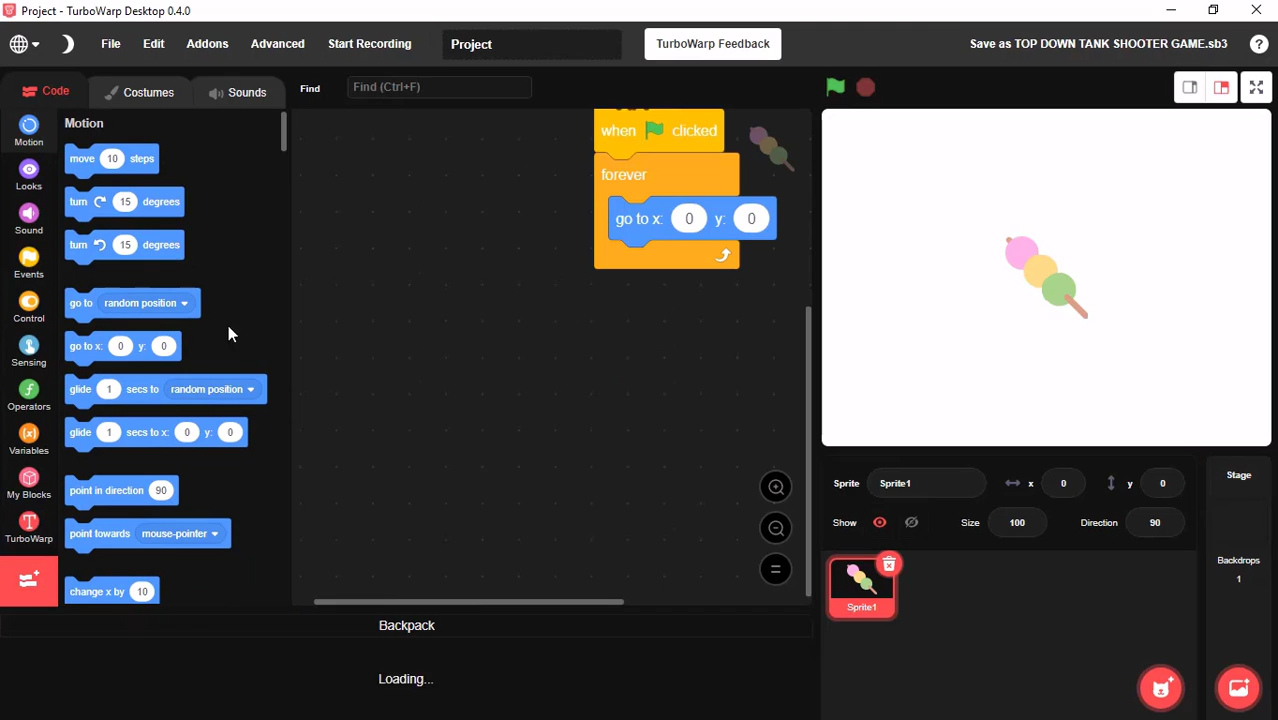 Project - TurboWarp Desktop 0.4.0
File Edit Addons Advanced Start Recording Project TurboWarp Feedback Save as TOP DOWN TANK SHOOTER GAME.sb3 ?
Code Costumes Sounds Find Find (Ctrl+F)
Motion
Looks
Sound
Events
Control
Sensing
Operators
Variables
My Blocks
TurboWarp
Motion
move 10 steps
turn 15 degrees
turn 15 degrees
go to random position
go to x: 0 y: 0
glide 1 secs to random position
glide 1 secs to x: 0 y: 0
point in direction 90
point towards mouse-pointer
change x by 10
when clicked
forever
go to x: 0 y: 0
Backpack
Loading...
Sprite Sprite1 x 0 y 0
Show Size 100 Direction 90
Sprite1
Stage
Backdrops
1